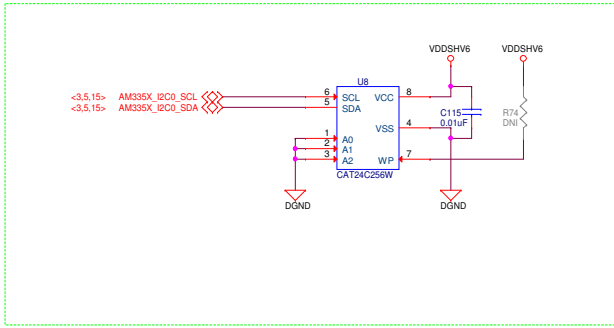 VDDSHV6 VDDSHV6
U8
<3,5,15> AM335X_I2C0_SCL 6 SCL VCC 8
<3,5,15> AM335X_I2C0_SDA 5 SDA
C115 R74
0.01uF DNI
VSS 4
1 A0
2 A1
3 A2 WP 7
CAT24C256W
DGND DGND